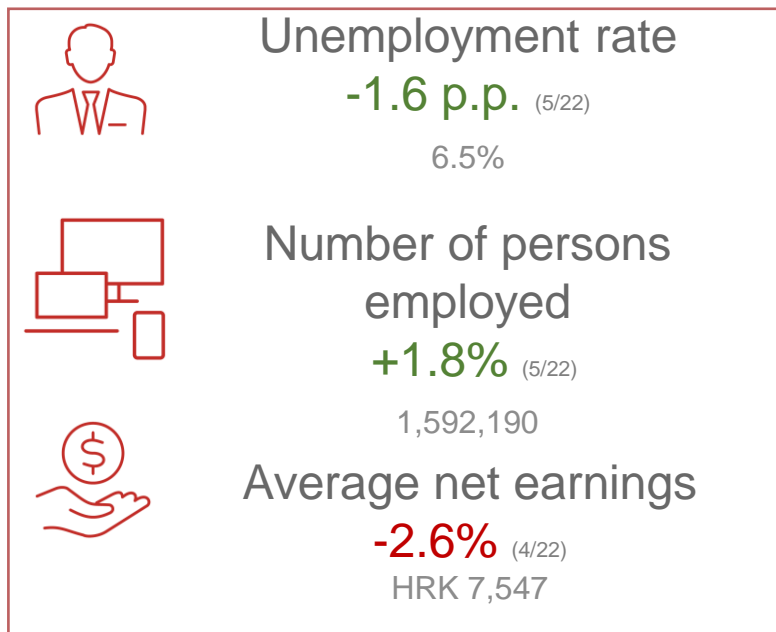 Unemployment rate
-1.6 p.p. (5/22)
6.5%
Number of persons
employed
+1.8% (5/22)
1,592,190
$
Average net earnings
-2.6% (4/22)
HRK 7,547